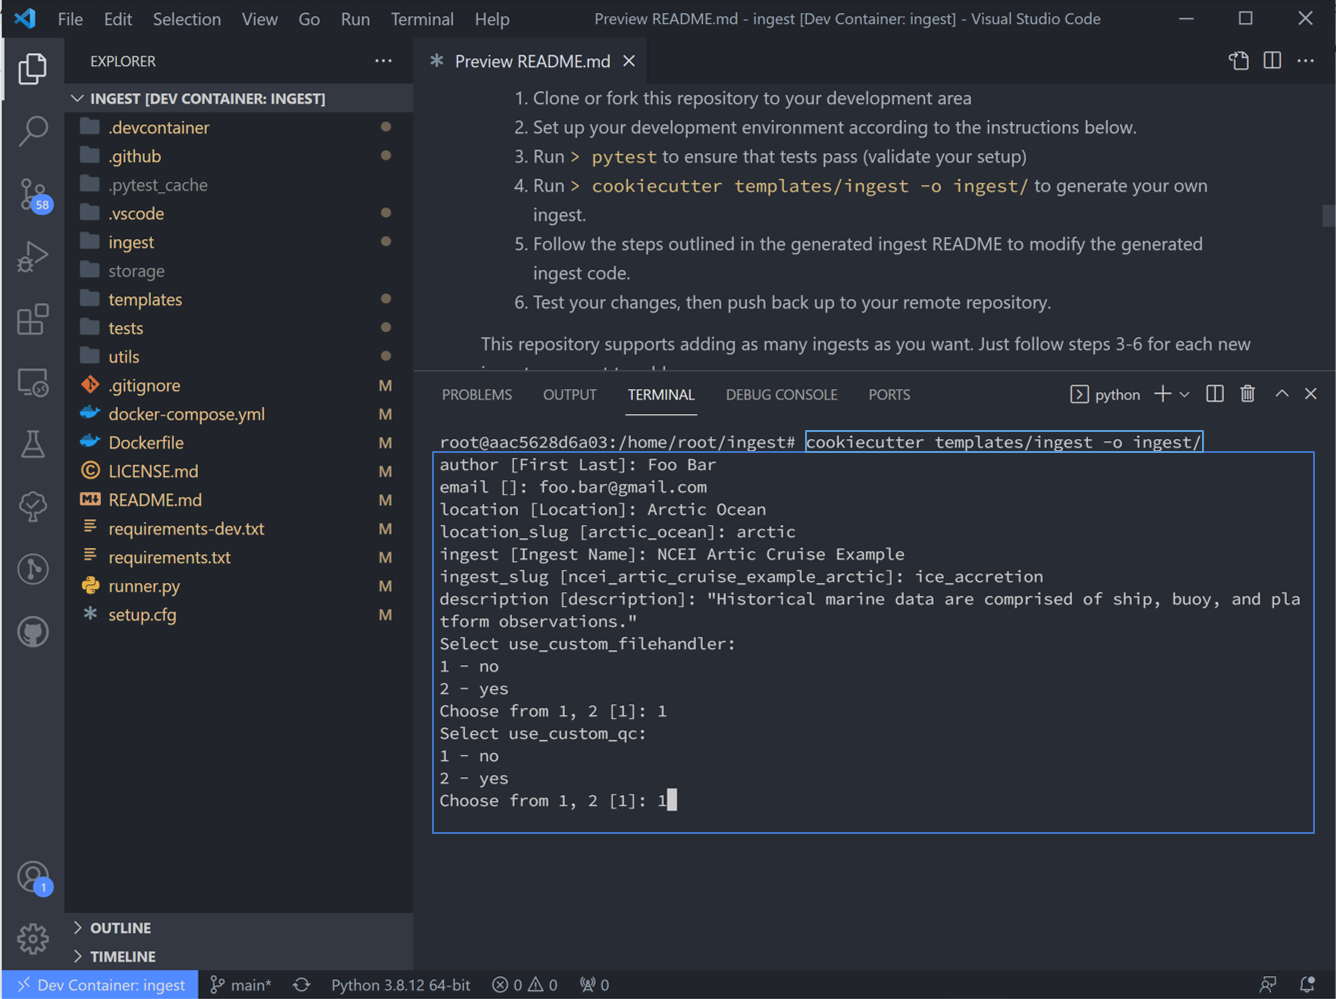 File Edit Selection View Go Run Terminal Help Preview README.md - ingest [Dev Container: ingest] - Visual Studio Code
EXPLORER
Preview README.md
INGEST [DEV CONTAINER: INGEST]
.devcontainer
.github
.pytest_cache
.vscode
ingest
storage
templates
tests
utils
.gitignore M
docker-compose.yml M
Dockerfile M
LICENSE.md M
README.md M
requirements-dev.txt M
requirements.txt M
runner.py M
setup.cfg M
58
1
OUTLINE
TIMELINE
1. Clone or fork this repository to your development area
2. Set up your development environment according to the instructions below.
3. Run > pytest to ensure that tests pass (validate your setup)
4. Run > cookiecutter templates/ingest -o ingest/ to generate your own
ingest.
5. Follow the steps outlined in the generated ingest README to modify the generated
ingest code.
6. Test your changes, then push back up to your remote repository.
This repository supports adding as many ingests as you want. Just follow steps 3-6 for each new
PROBLEMS OUTPUT TERMINAL DEBUG CONSOLE PORTS python
root@aac5628d6a03:/home/root/ingest# cookiecutter templates/ingest -o ingest/
author [First Last]: Foo Bar
email []: foo.bar@gmail.com
location [Location]: Arctic Ocean
location_slug [arctic_ocean]: arctic
ingest [Ingest Name]: NCEI Artic Cruise Example
ingest_slug [ncei_artic_cruise_example_arctic]: ice_accretion
description [description]: "Historical marine data are comprised of ship, buoy, and pla
tform observations."
Select use_custom_filehandler:
1 - no
2 - yes
Choose from 1, 2 [1]: 1
Select use_custom_qc:
1 - no
2 - yes
Choose from 1, 2 [1]: 1
Dev Container: ingest main* Python 3.8.12 64-bit 0 0 0